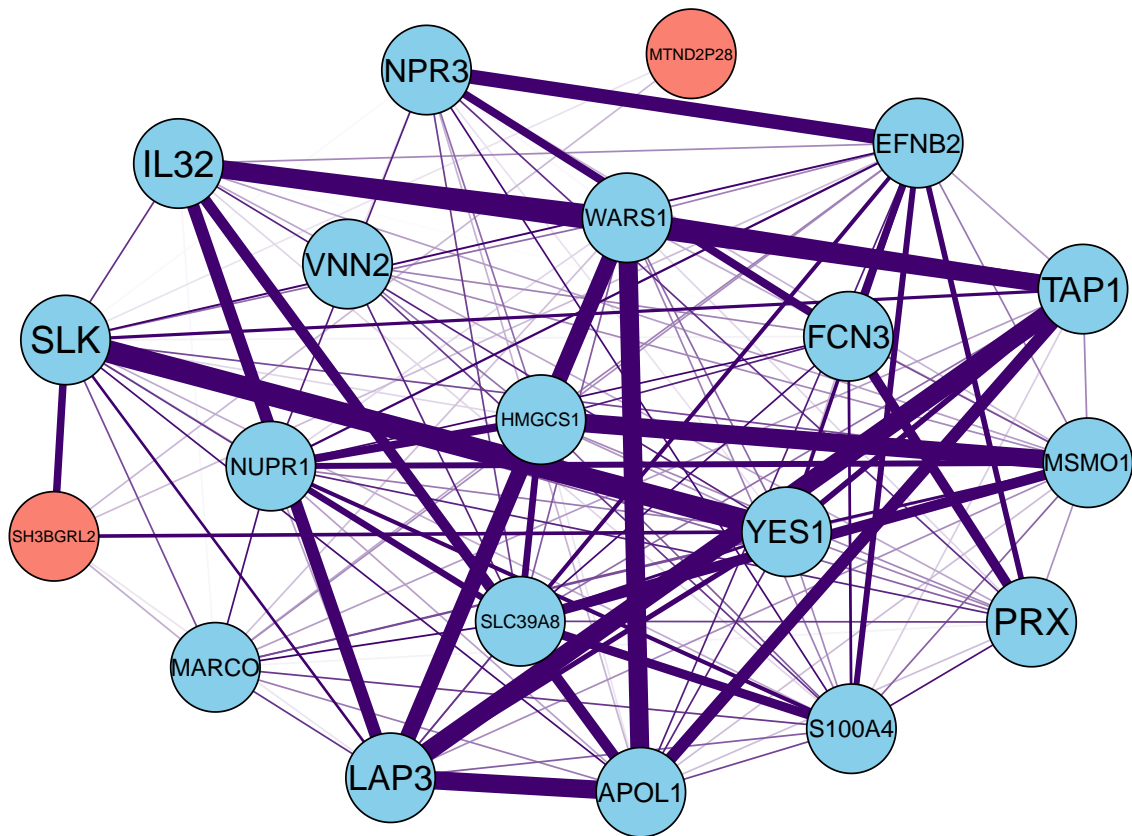 MTND2P28
NPR3
EFNB2
IL32
WARS1
VNN2
TAP1
SLK
FCN3
HMGCS1
NUPR1
MSMO1
YES1
SH3BGRL2
SLC39A8
PRX
MARCO
S100A4
LAP3
APOL1